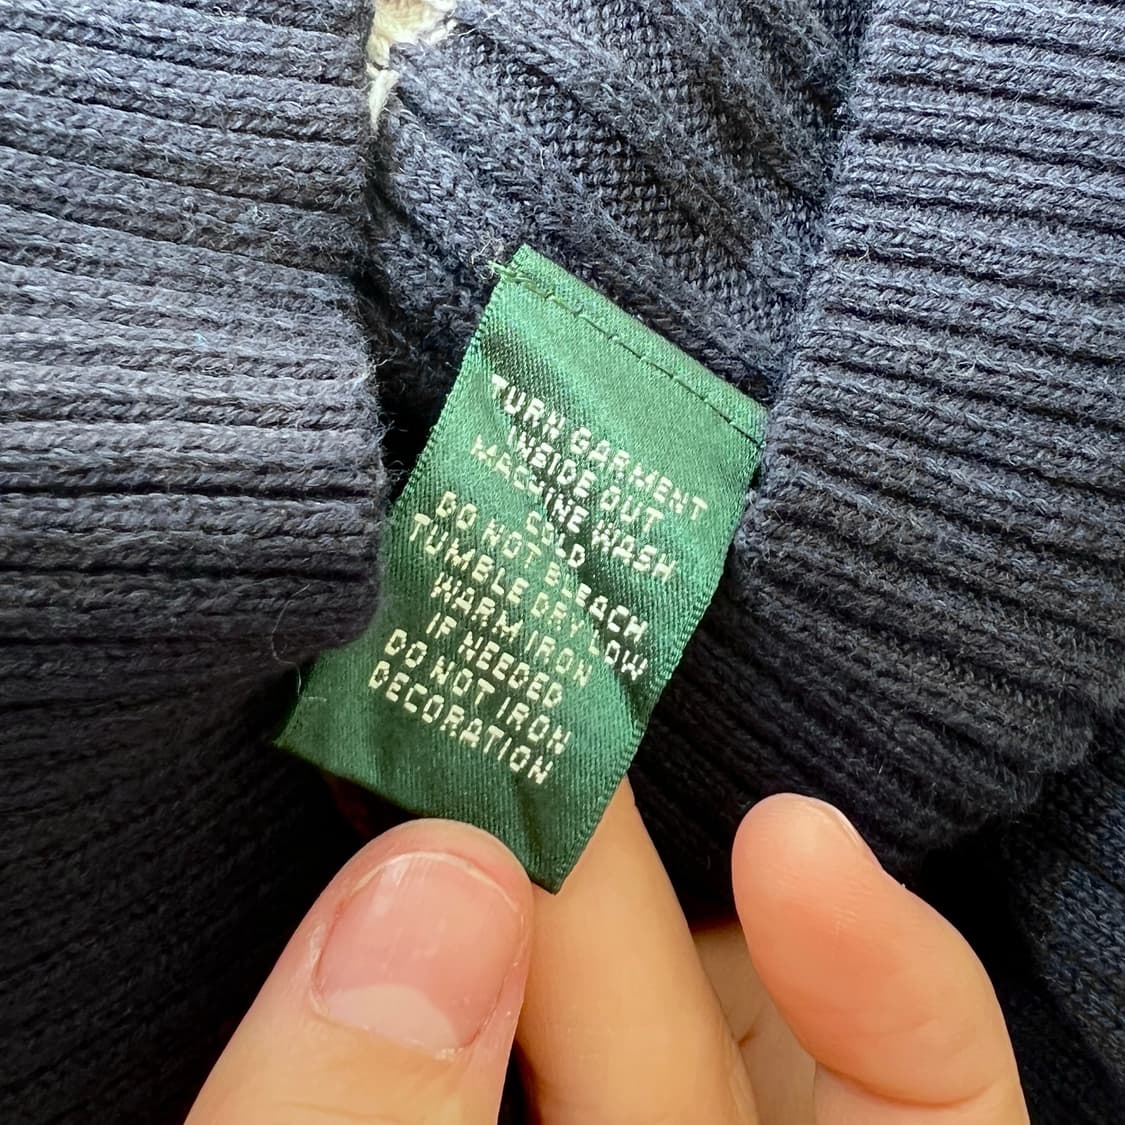 TURN GARMENT
INSIDE OUT
MACHINE WASH
COLD
DO NOT BLEACH
TUMBLE DRY LOW
WARM IRON
IF NEEDED
DO NOT IRON
DECORATION